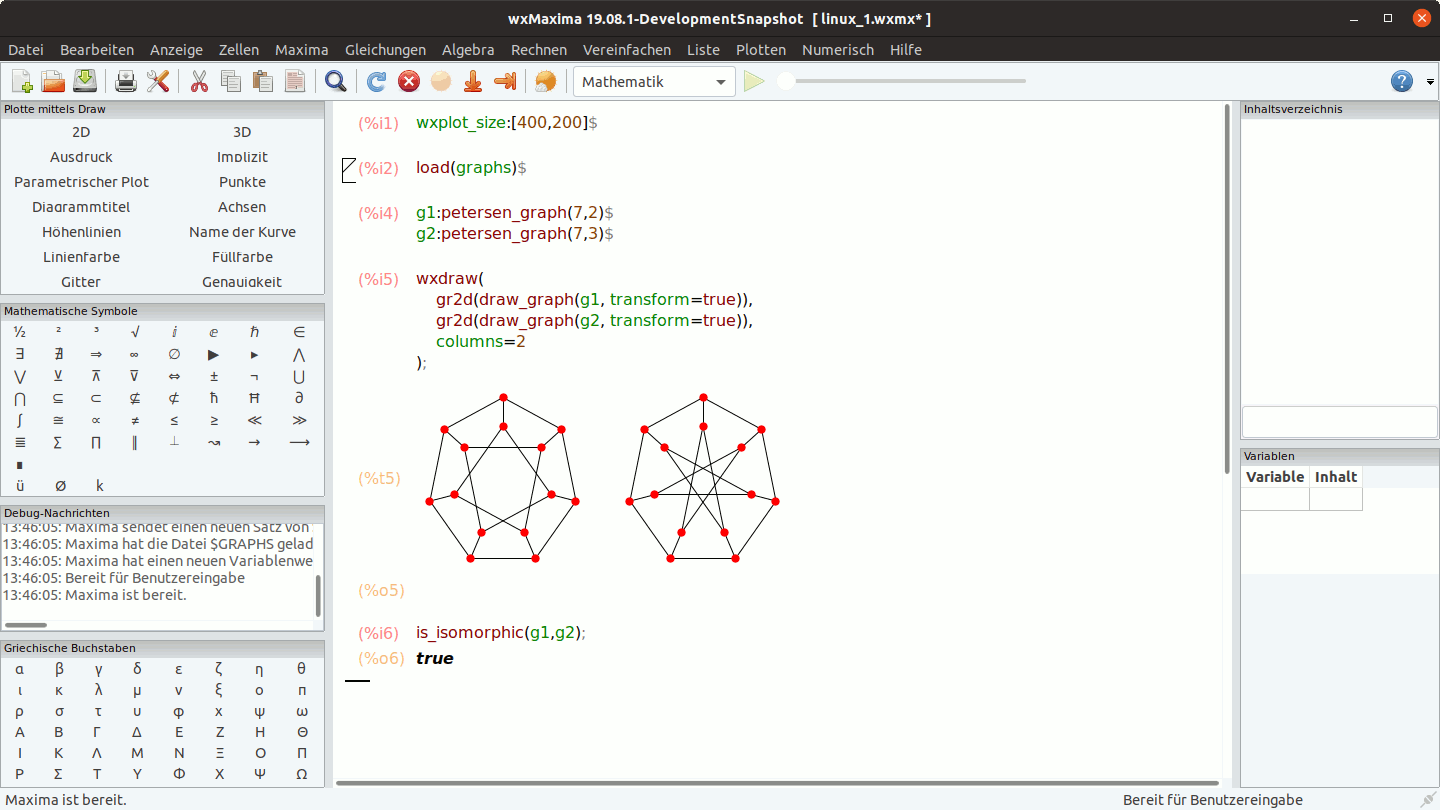 wxMaxima 19.08.1-DevelopmentSnapshot [ linux_1.wxmx* ]
Datei Bearbeiten Anzeige Zellen Maxima Gleichungen Algebra Rechnen Vereinfachen Liste Plotten Numerisch Hilfe
Mathematik
Plotte mittels Draw
2D 3D
Ausdruck Implizit
Parametrischer Plot Punkte
Diagrammtitel Achsen
Höhenlinien Name der Kurve
Linienfarbe Füllfarbe
Gitter Genauigkeit
Mathematische Symbole
½ ² ³ √ ⅈ ⅇ ℏ ∈
∃ ∄ ⇒ ∞ ∅ ▶ ▸ ⋀
⋁ ⊻ ⊼ ⊽ ⇔ ± ¬ ⋃
⋂ ⊆ ⊂ ⊈ ⊄ ħ Ħ ∂
∫ ≅ ∝ ≠ ≤ ≥ ≪ ≫
≣ ∑ ∏ ∥ ⟂ ↝ → ⟶
∎
ü Ø k
Debug-Nachrichten
13:46:05: Maxima sendet einen neuen Satz von
13:46:05: Maxima hat die Datei $GRAPHS gelad
13:46:05: Maxima hat einen neuen Variablenwe
13:46:05: Bereit für Benutzereingabe
13:46:05: Maxima ist bereit.
Griechische Buchstaben
α β γ δ ε ζ η θ
ι κ λ μ ν ξ ο π
ρ σ τ υ φ χ ψ ω
Α Β Γ Δ Ε Ζ Η Θ
Ι Κ Λ Μ Ν Ξ Ο Π
Ρ Σ Τ Υ Φ Χ Ψ Ω
(%i1) wxplot_size:[400,200]$
(%i2) load(graphs)$
(%i4) g1:petersen_graph(7,2)$
g2:petersen_graph(7,3)$
(%i5) wxdraw(
gr2d(draw_graph(g1, transform=true)),
gr2d(draw_graph(g2, transform=true)),
columns=2
);
(%t5)
(%o5)
(%i6) is_isomorphic(g1,g2);
(%o6) true
Inhaltsverzeichnis
Variablen
Variable Inhalt
Maxima ist bereit. Bereit für Benutzereingabe